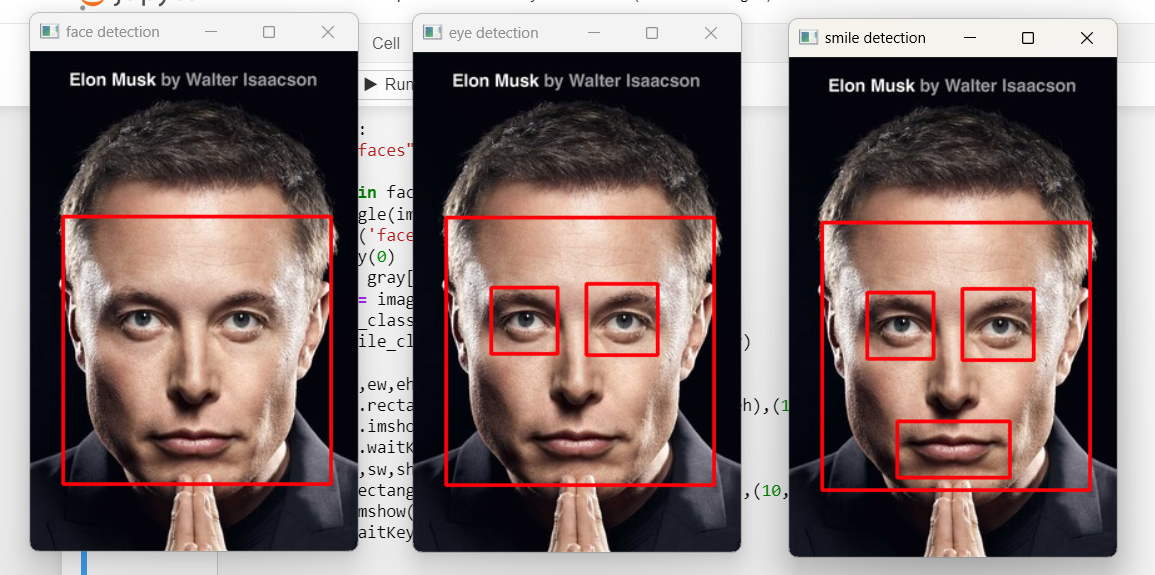 face detection
Elon Musk by Walter Isaacson
eye detection
Elon Musk by Walter Isaacson
smile detection
Elon Musk by Walter Isaacson
Cell
Run
:
faces"
in fac
gle(im
('face
y(0)
gray[
= imag
_class
ile_cl )
,ew,eh
.recta h),(1
.imsho
.waitK
,sw,sh
ectang ,(10,
mshow(
aitKey